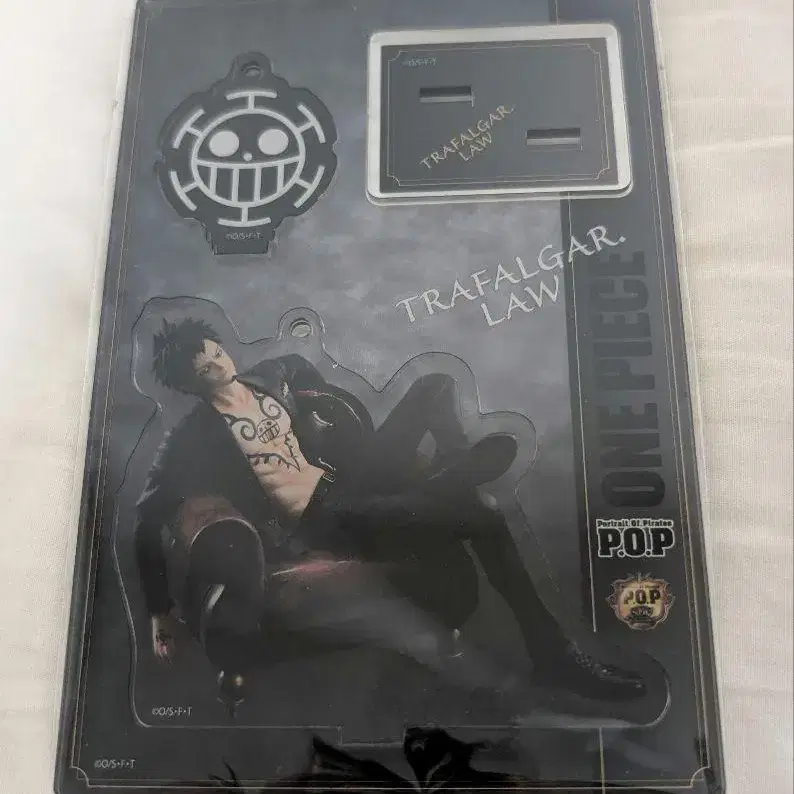 ©O/S・F・T
TRAFALGAR.
LAW
©O/S・F・T
TRAFALGAR.
LAW
ONE PIECE
Portrait Of Pirates
P.O.P
P.O.P
©O/S・F・T
©O/S・F・T